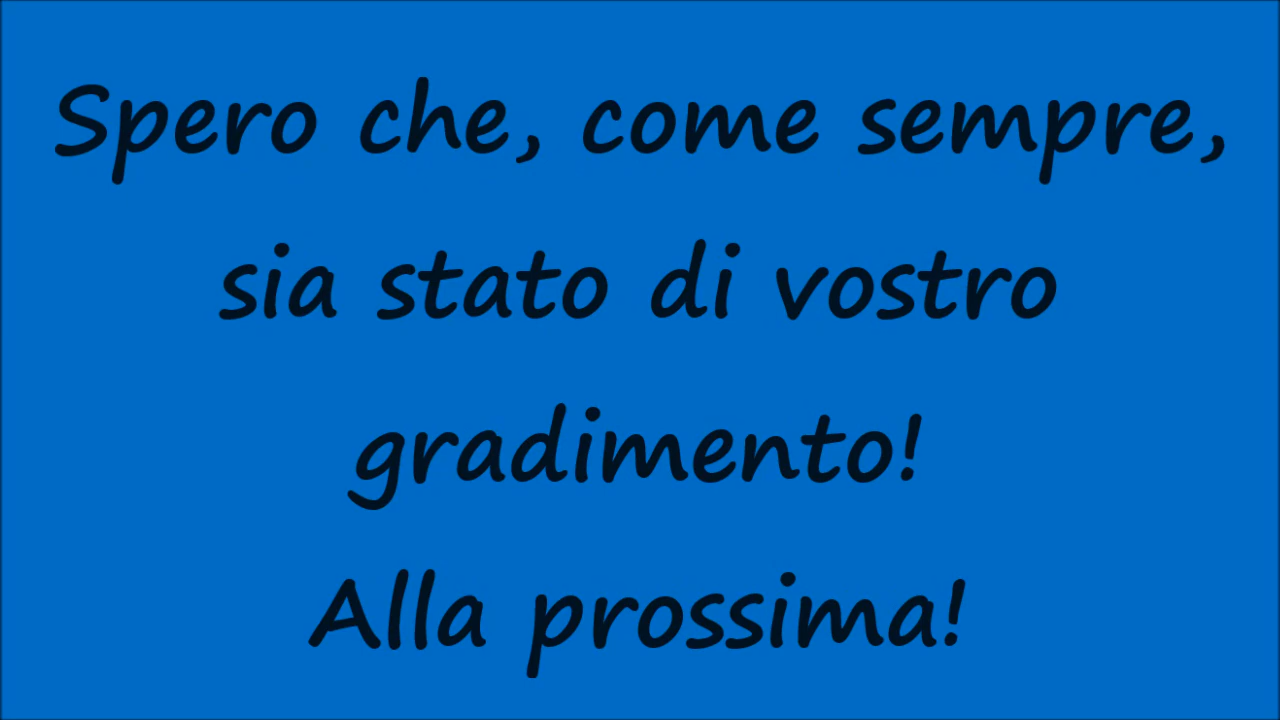 Spero che, come sempre,
sia stato di vostro
gradimento!
Alla prossima!